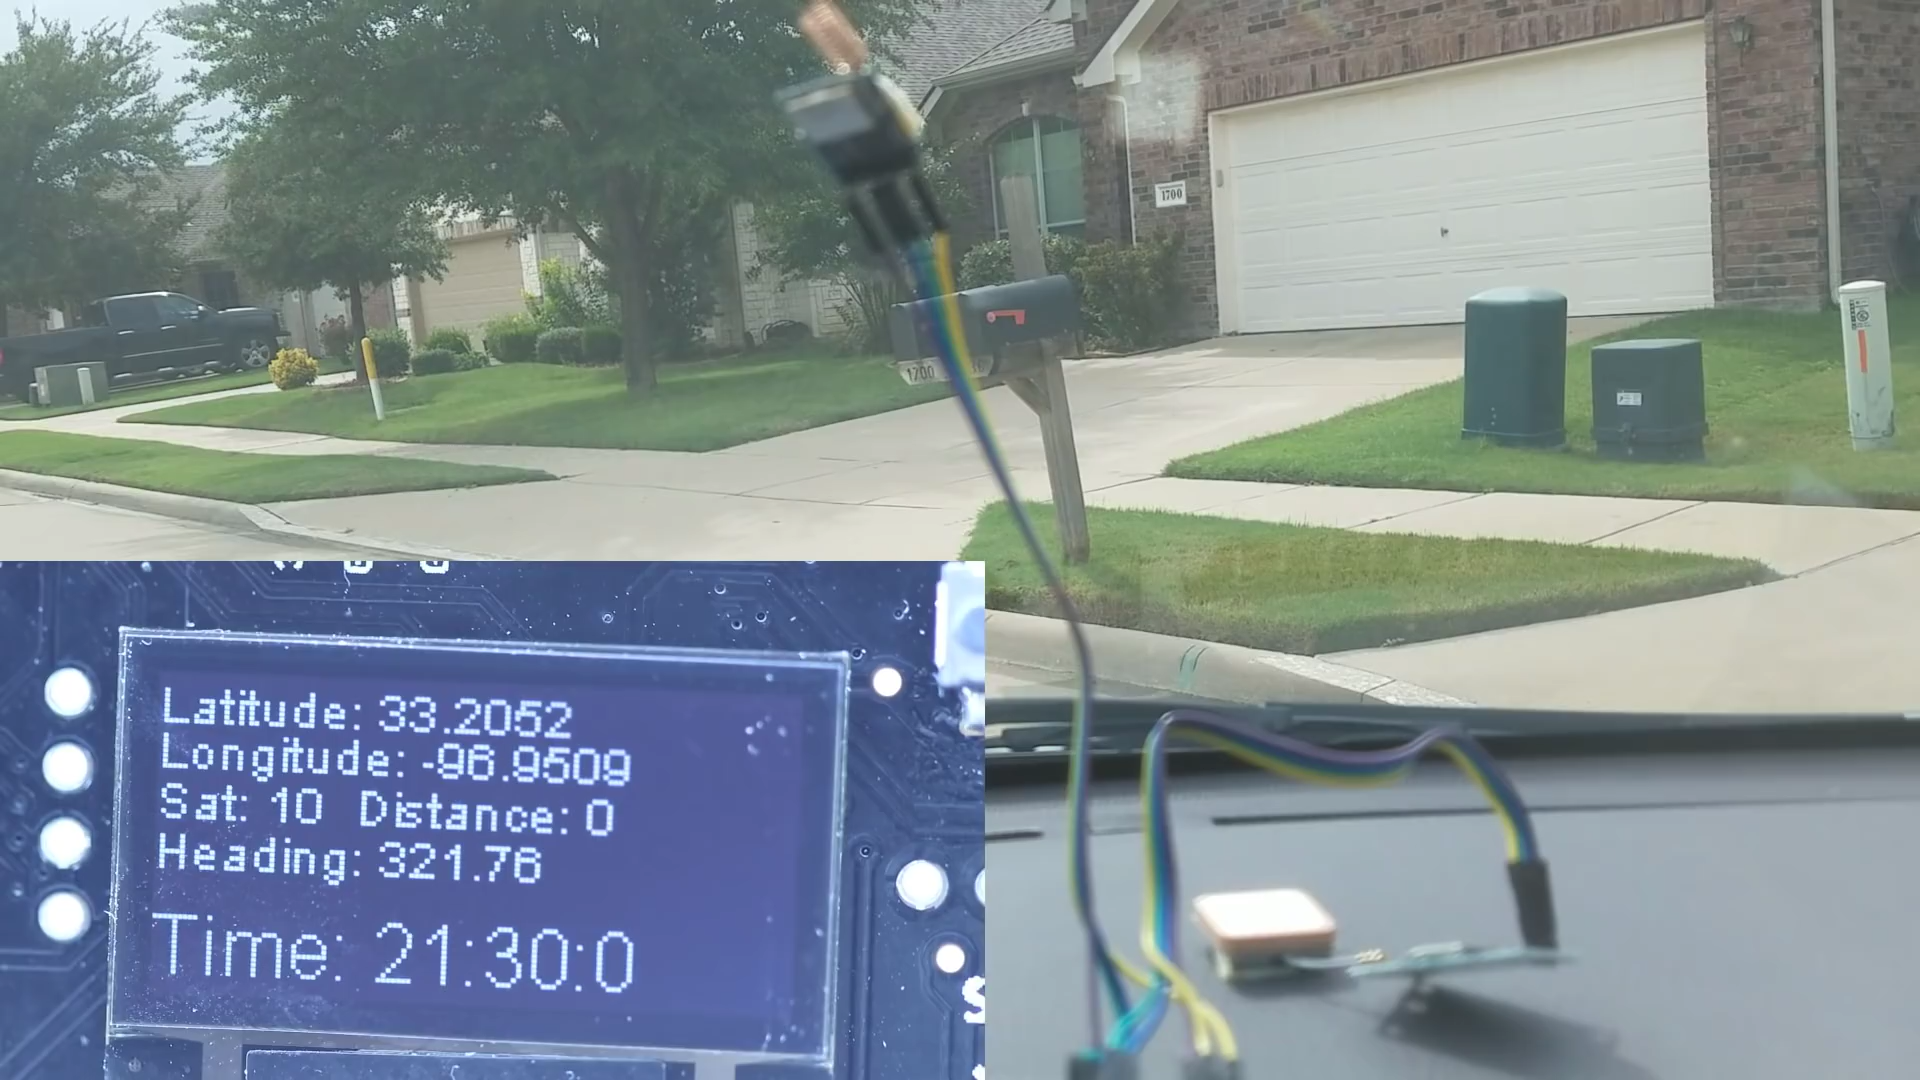 1700
1700
Latitude: 33.2052
Longitude: -96.9509
Sat: 10 Distance: 0
Heading: 321.76
Time: 21:30:0